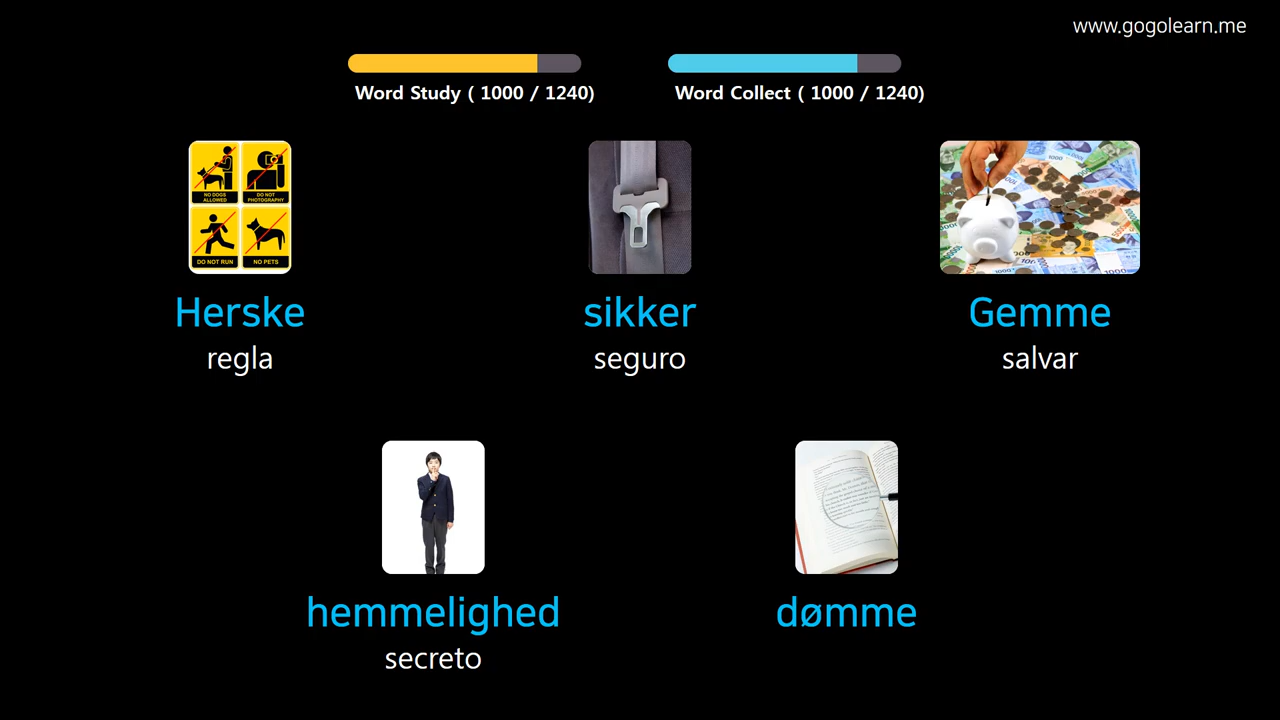 www.gogolearn.me
Word Study ( 1000 / 1240)
Word Collect ( 1000 / 1240)
NO DOGS
ALLOWED
DO NOT
PHOTOGRAPHY
DO NOT RUN
NO PETS
Herske
regla
sikker
seguro
Gemme
salvar
hemmelighed
secreto
dømme